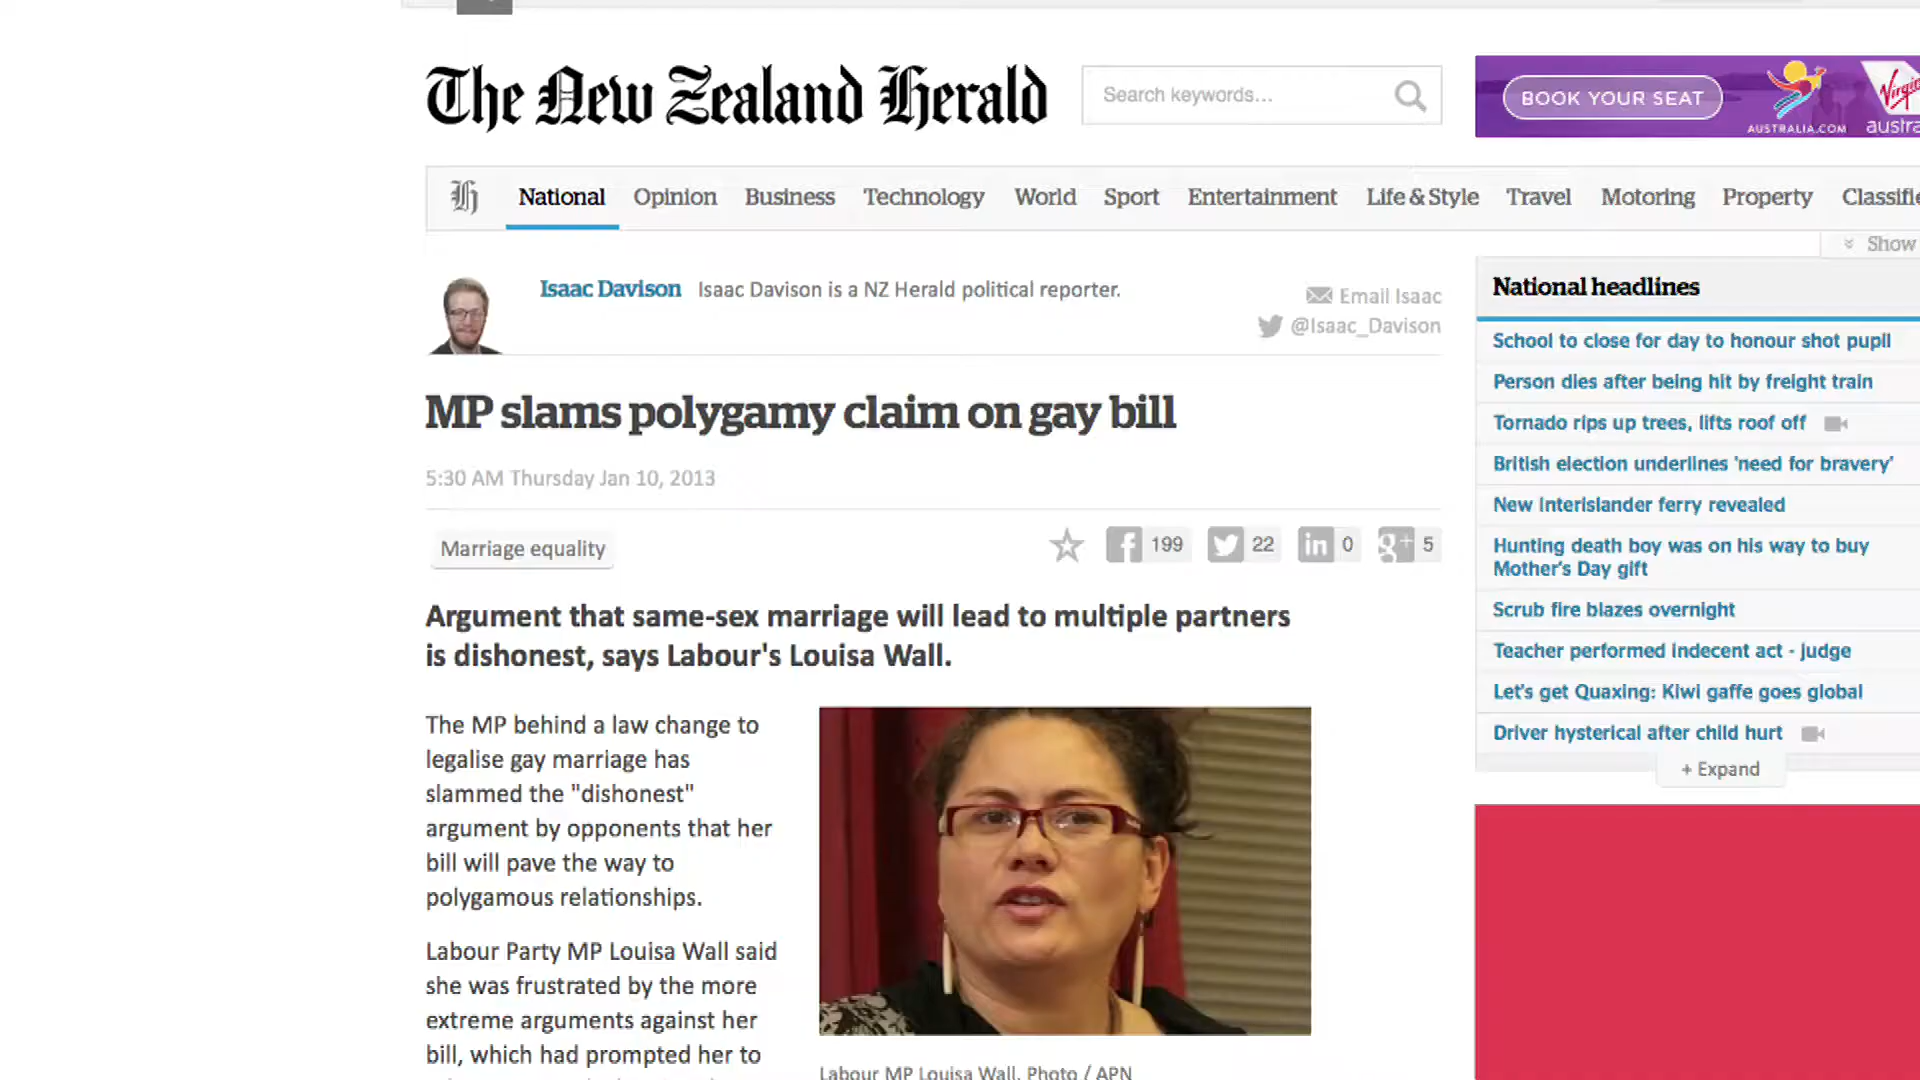 The New Zealand Herald
Search keywords...
BOOK YOUR SEAT
AUSTRALIA.COM
National Opinion Business Technology World Sport Entertainment Life & Style Travel Motoring Property
Show
Isaac Davison Isaac Davison is a NZ Herald political reporter.
Email Isaac
@Isaac_Davison
MP slams polygamy claim on gay bill
5:30 AM Thursday Jan 10, 2013
Marriage equality
199 22 0 5
Argument that same-sex marriage will lead to multiple partners
is dishonest, says Labour's Louisa Wall.
The MP behind a law change to
legalise gay marriage has
slammed the "dishonest"
argument by opponents that her
bill will pave the way to
polygamous relationships.
Labour Party MP Louisa Wall said
she was frustrated by the more
extreme arguments against her
bill, which had prompted her to
Labour MP Louisa Wall. Photo / APN
National headlines
School to close for day to honour shot pupil
Person dies after being hit by freight train
Tornado rips up trees, lifts roof off
British election underlines 'need for bravery'
New Interislander ferry revealed
Hunting death boy was on his way to buy
Mother's Day gift
Scrub fire blazes overnight
Teacher performed indecent act - judge
Let's get Quaxing: Kiwi gaffe goes global
Driver hysterical after child hurt
+ Expand